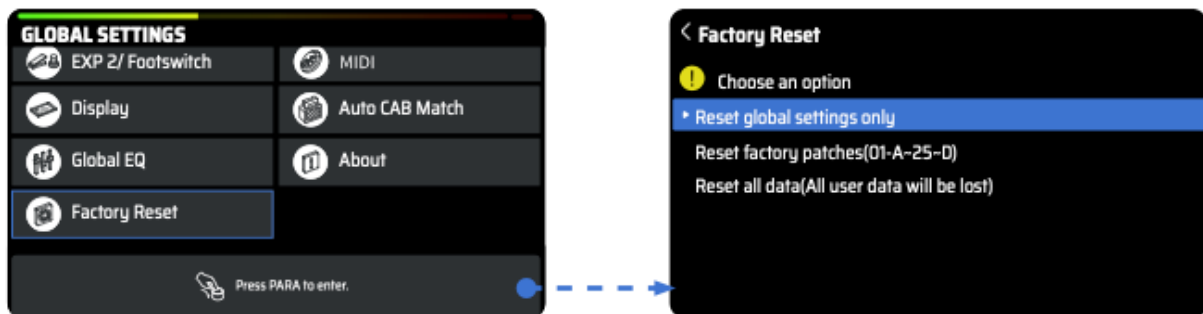 GLOBAL SETTINGS
EXP 2/ Footswitch
MIDI
Display
Auto CAB Match
Global EQ
About
Factory Reset
Press PARA to enter.
< Factory Reset
! Choose an option
Reset global settings only
Reset factory patches(01-A~25-D)
Reset all data(All user data will be lost)